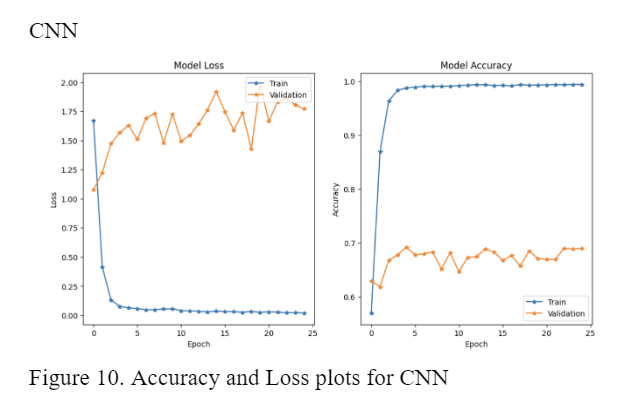 CNN
Model Loss
Train
Validation
2.00
1.75
1.50
1.25
1.00
0.75
0.50
0.25
0.00
Loss
0 5 10 15 20 25
Epoch
Model Accuracy
1.0
0.9
0.8
0.7
0.6
Accuracy
Train
Validation
0 5 10 15 20 25
Epoch
Figure 10. Accuracy and Loss plots for CNN